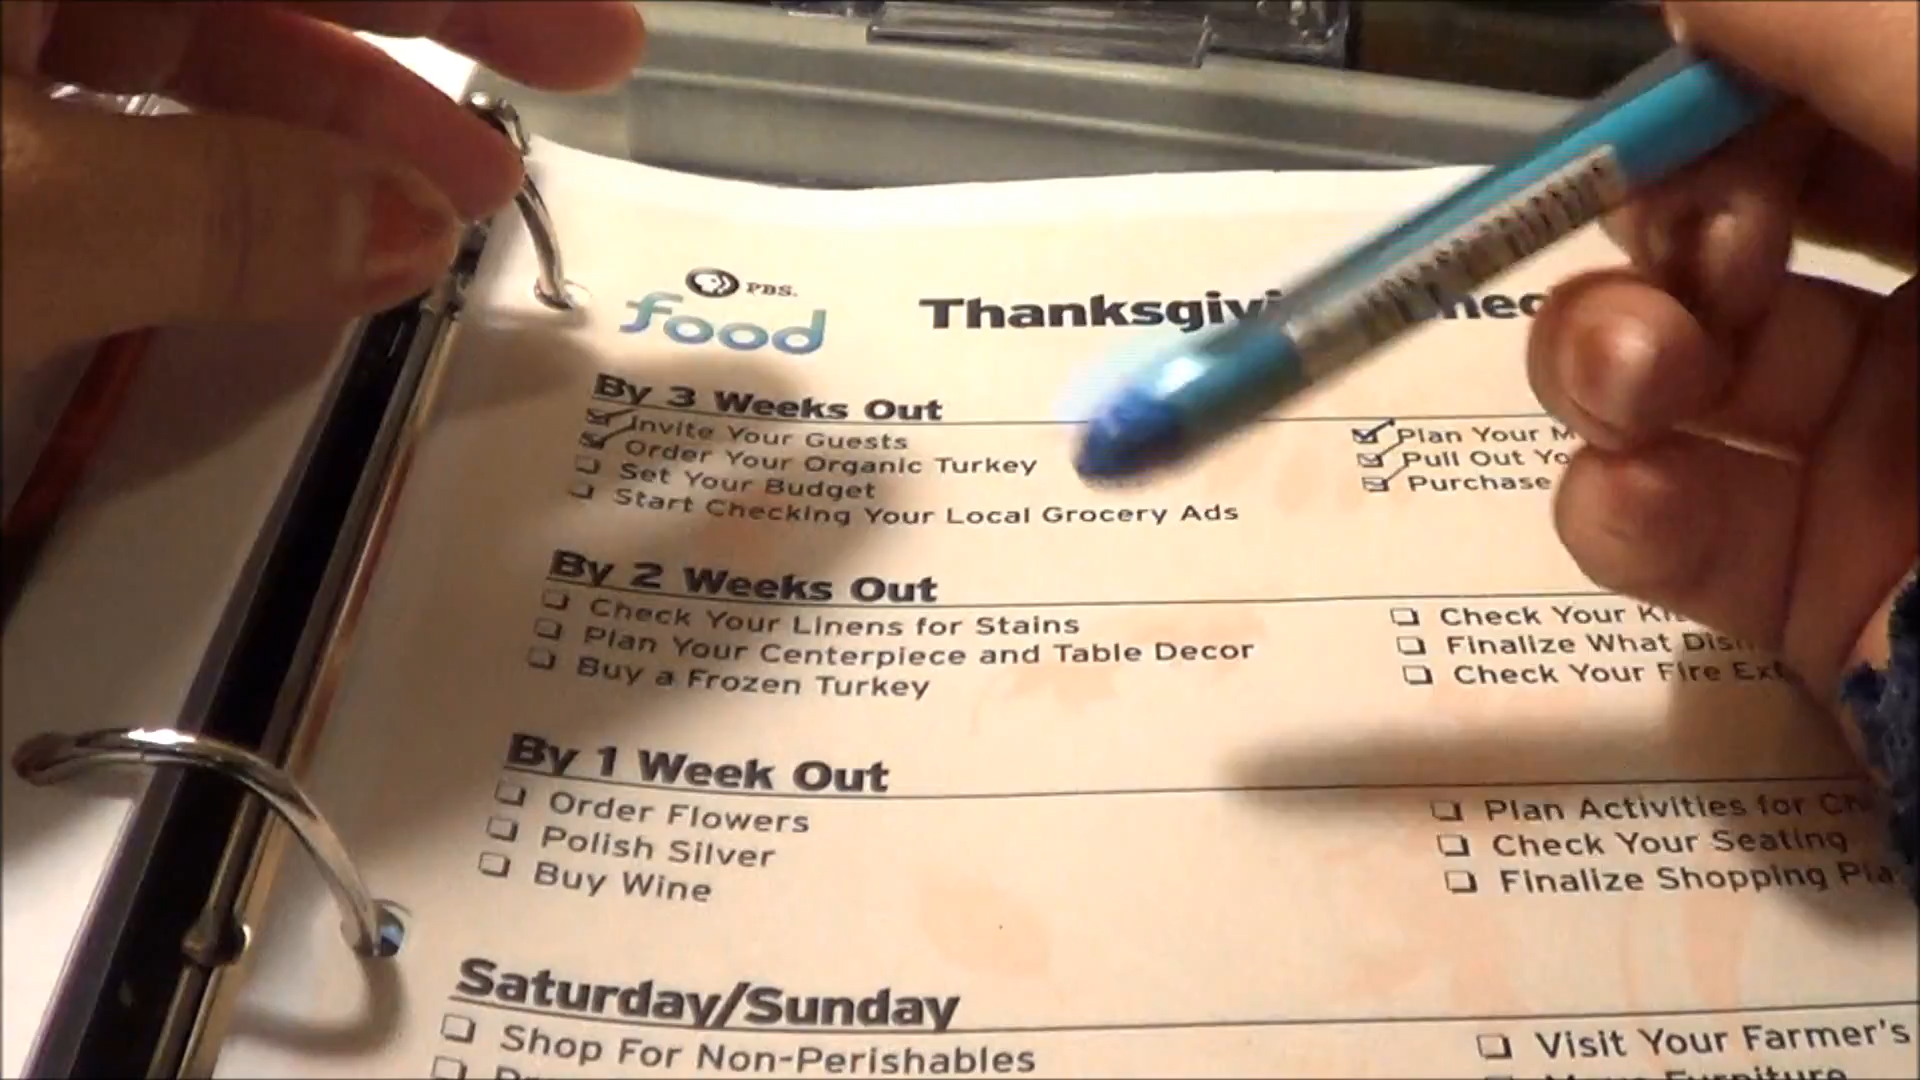 PBS.
food
Thanksgivi
By 3 Weeks Out
Invite Your Guests
Order Your Organic Turkey
Set Your Budget
Start Checking Your Local Grocery Ads
Plan Your M
Pull Out Yo
Purchase
By 2 Weeks Out
Check Your Linens for Stains
Plan Your Centerpiece and Table Decor
Buy a Frozen Turkey
Check Your Ki
Finalize What Dish
Check Your Fire Ext
By 1 Week Out
Order Flowers
Polish Silver
Buy Wine
Plan Activities for Ch
Check Your Seating
Finalize Shopping Pla
Saturday/Sunday
Shop For Non-Perishables
Visit Your Farmer's
Move Furniture